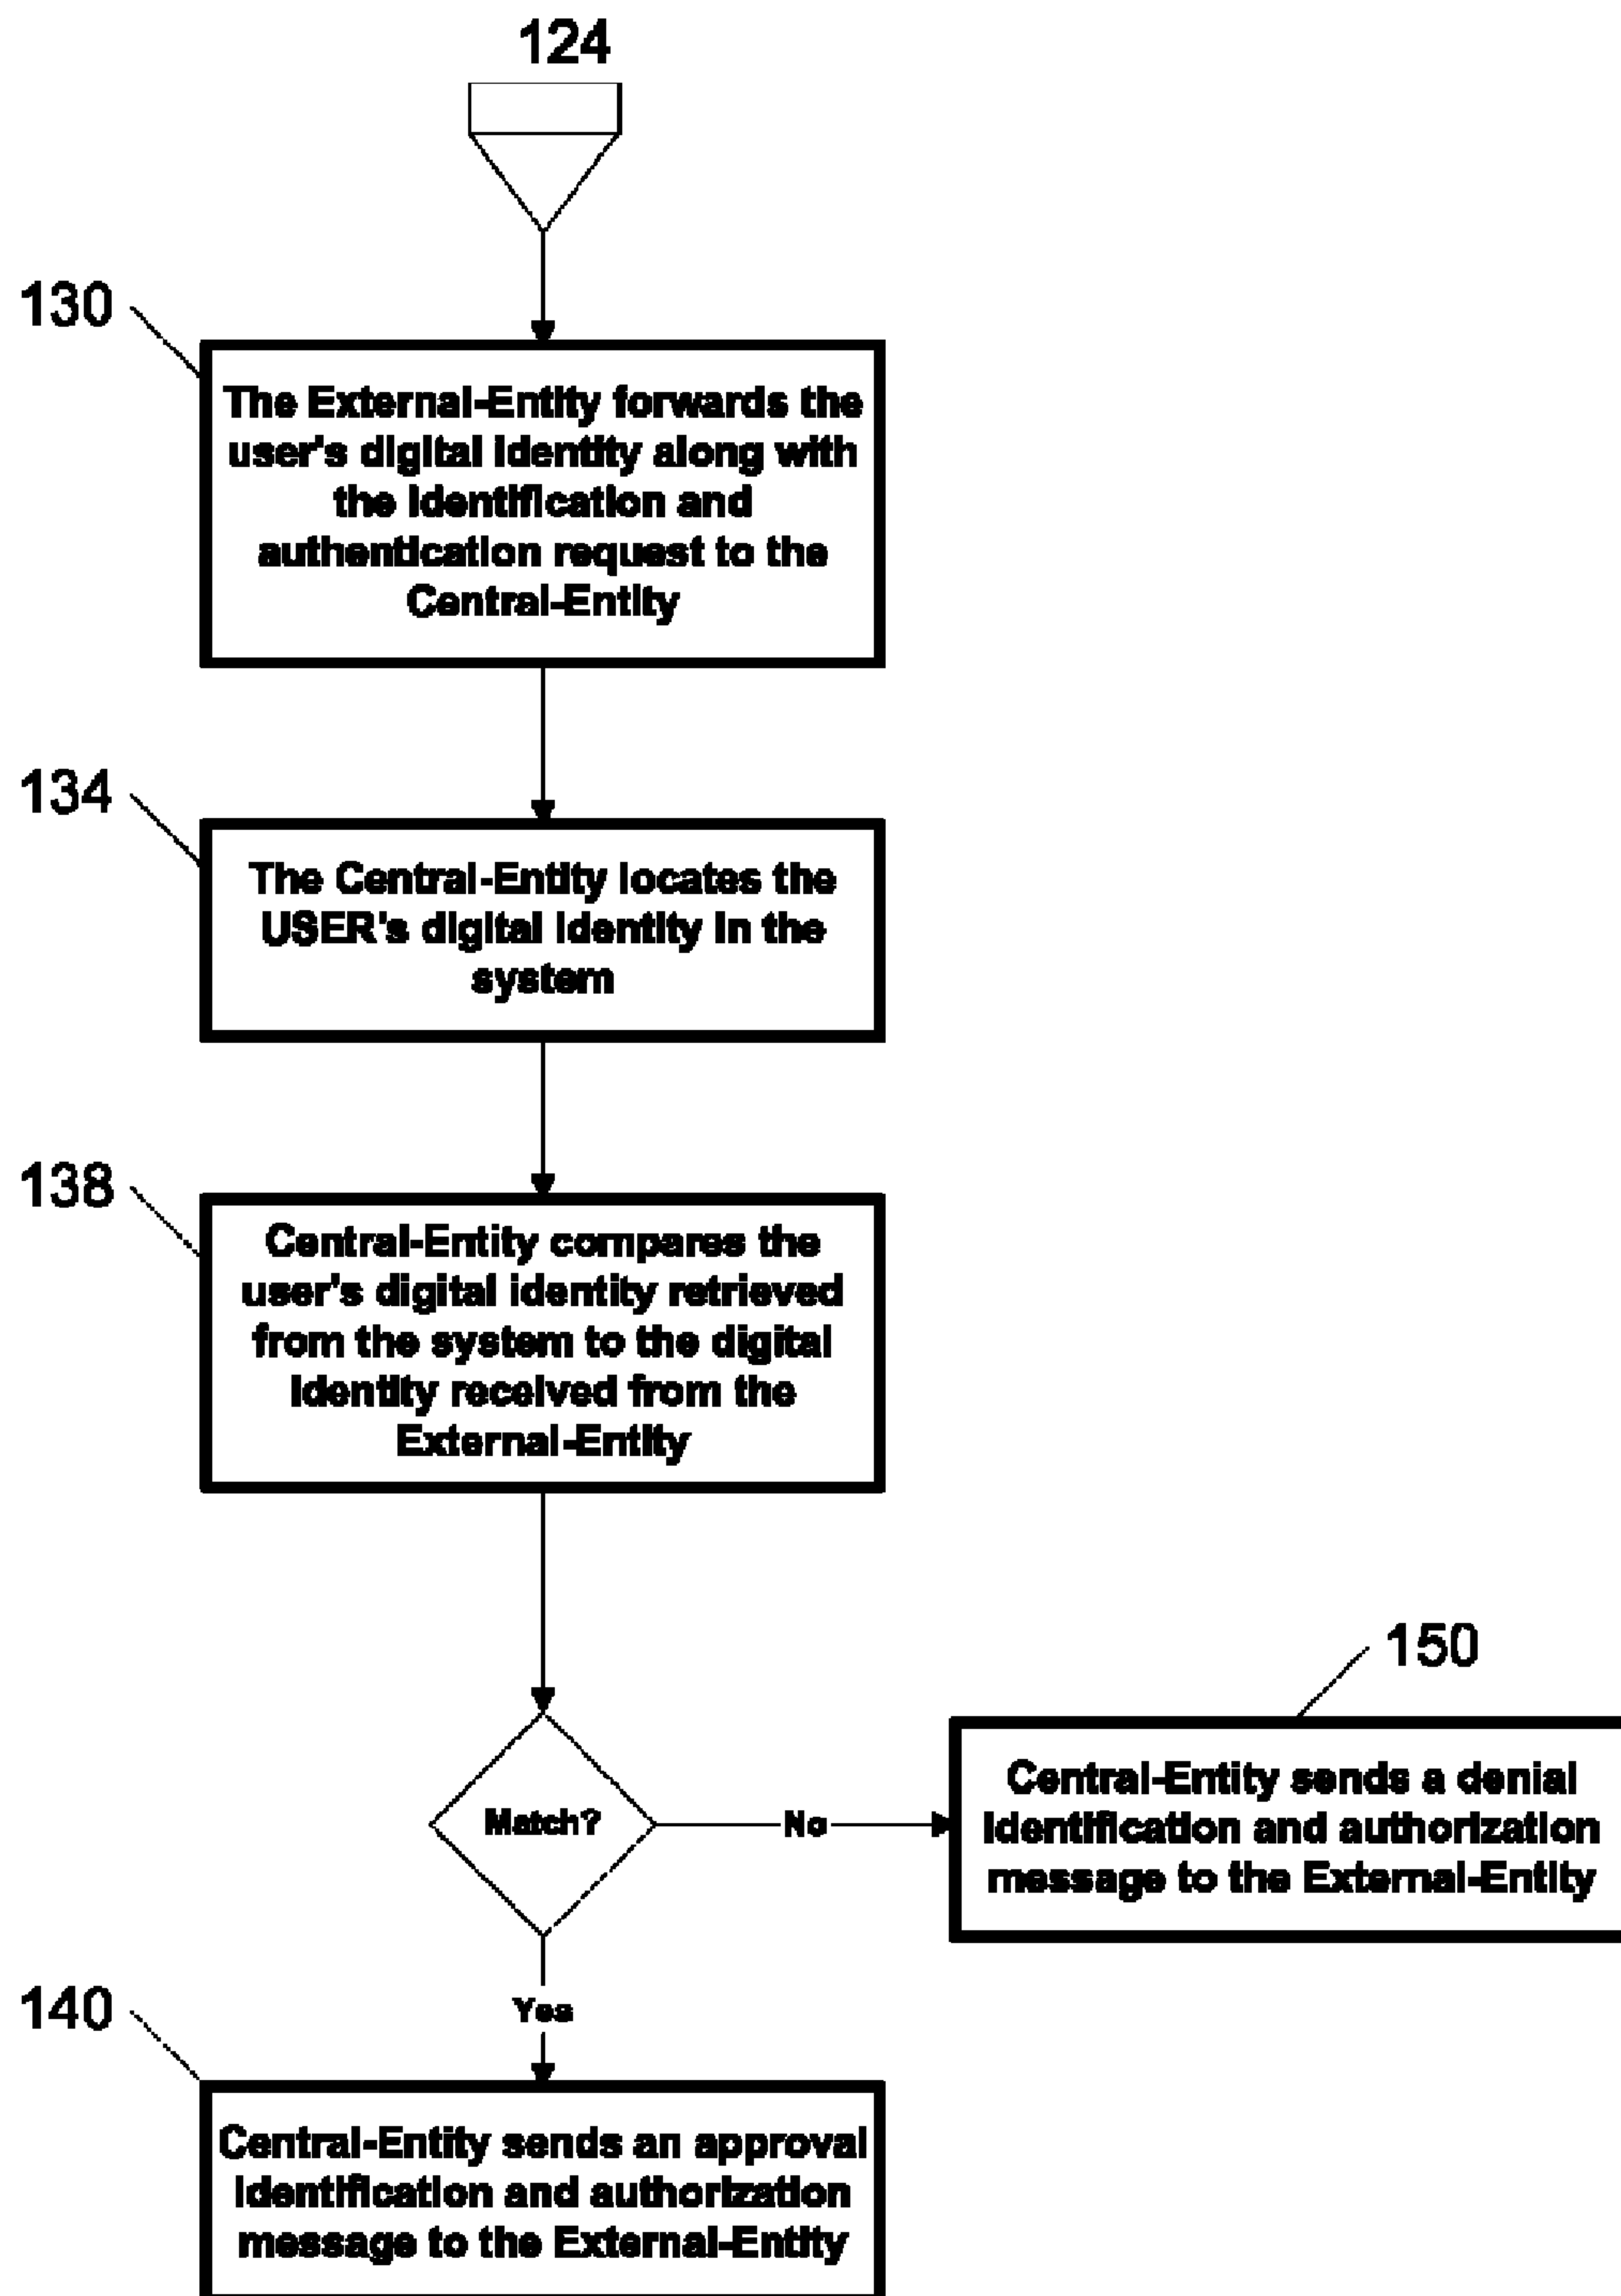 124
130
The External-Entity forwards the
user's digital identity along with
the identification and
authentication request to the
Central-Entity
134
The Central-Entity locates the
USER's digital identity in the
system
138
Central-Entity compares the
user's digital identity retrieved
from the system to the digital
identity received from the
External-Entity
150
Central-Entity sends a denial
identification and authorization
message to the External-Entity
Match?
No
Yes
140
Central-Entity sends an approval
identification and authorization
message to the External-Entity